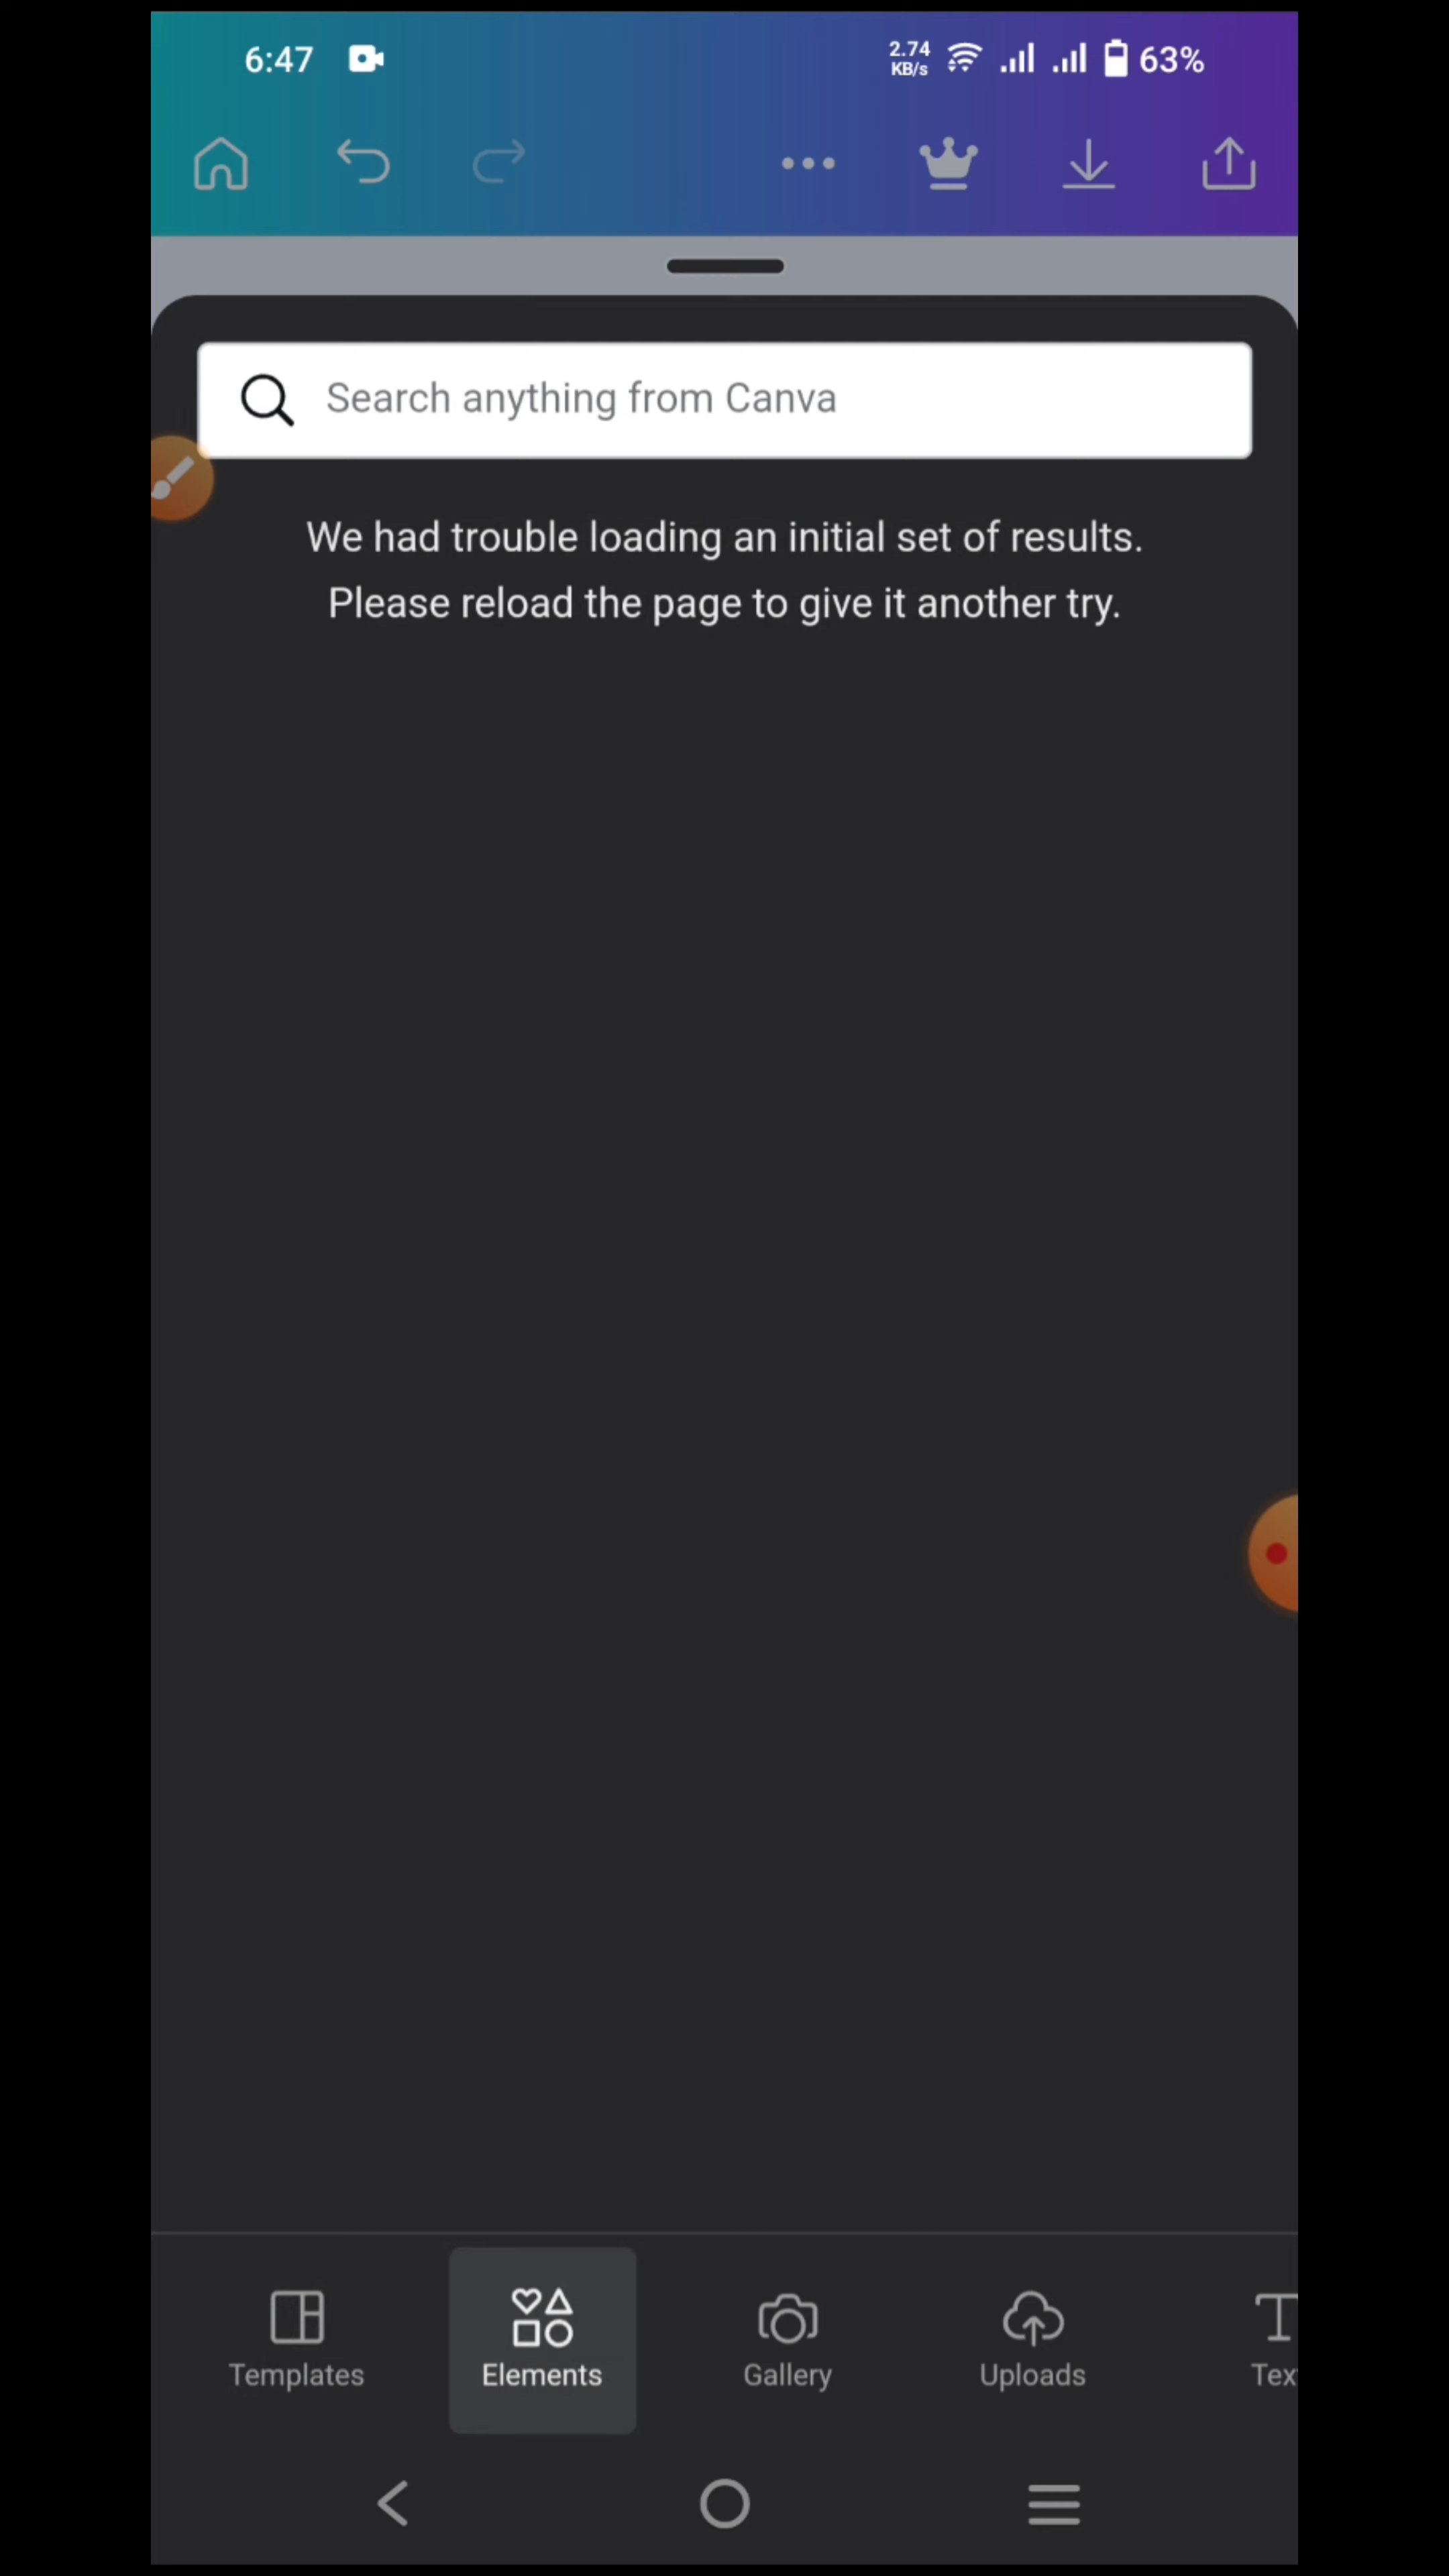 6:47
2.74
KB/s
63%
Search anything from Canva
We had trouble loading an initial set of results.
Please reload the page to give it another try.
Templates
Elements
Gallery
Uploads
Tex